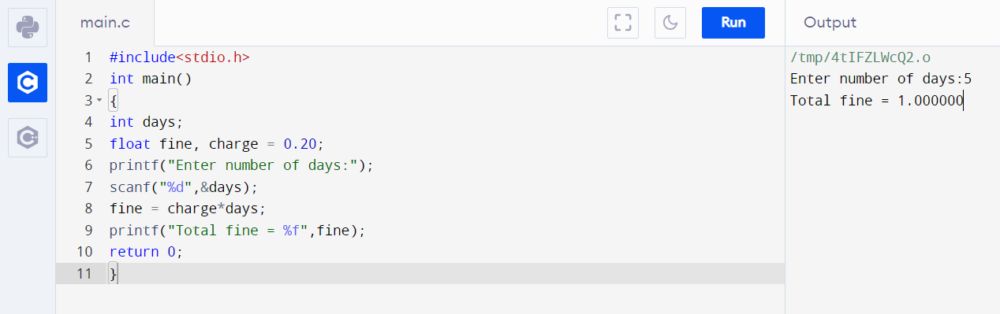 main.c
Run
Output
1 #include<stdio.h>
2 int main()
3 {
4 int days;
5 float fine, charge = 0.20;
6 printf("Enter number of days:");
7 scanf("%d",&days);
8 fine = charge*days;
9 printf("Total fine = %f",fine);
10 return 0;
11 }
/tmp/4tIFZLWcQ2.o
Enter number of days:5
Total fine = 1.000000